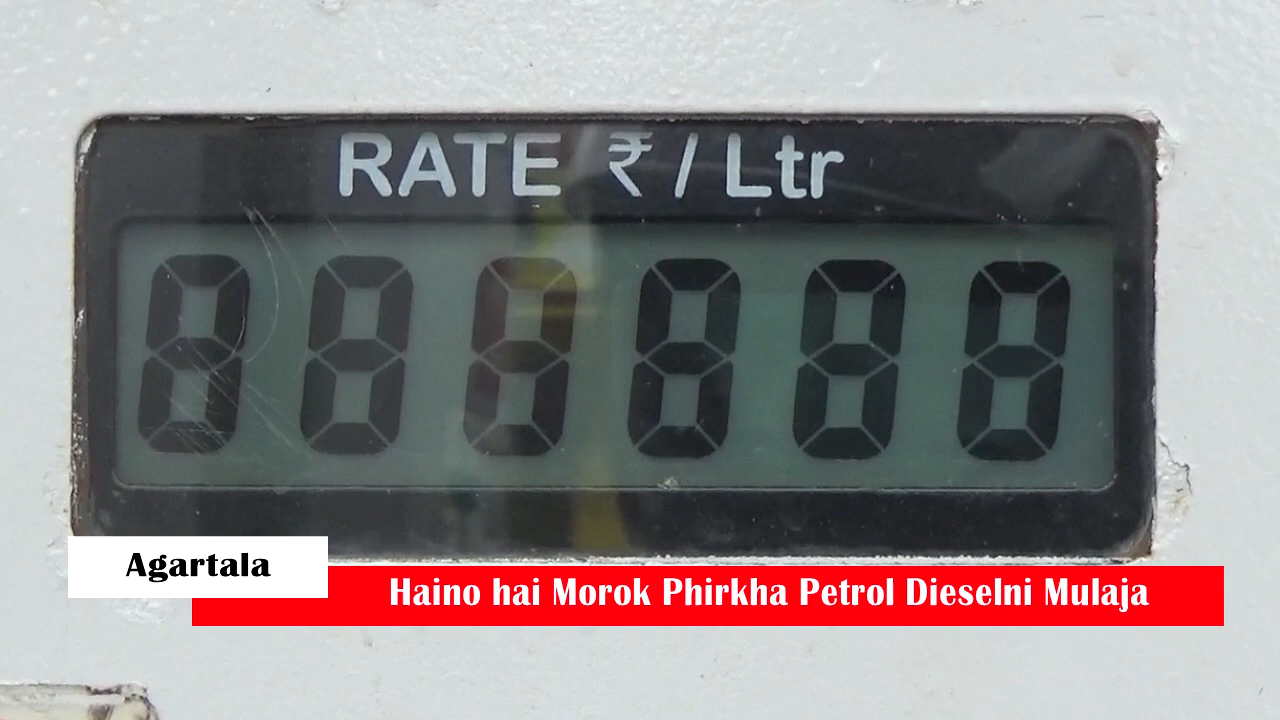 RATE ₹ / Ltr
888888
Agartala
Haino hai Morok Phirkha Petrol Dieselni Mulaja